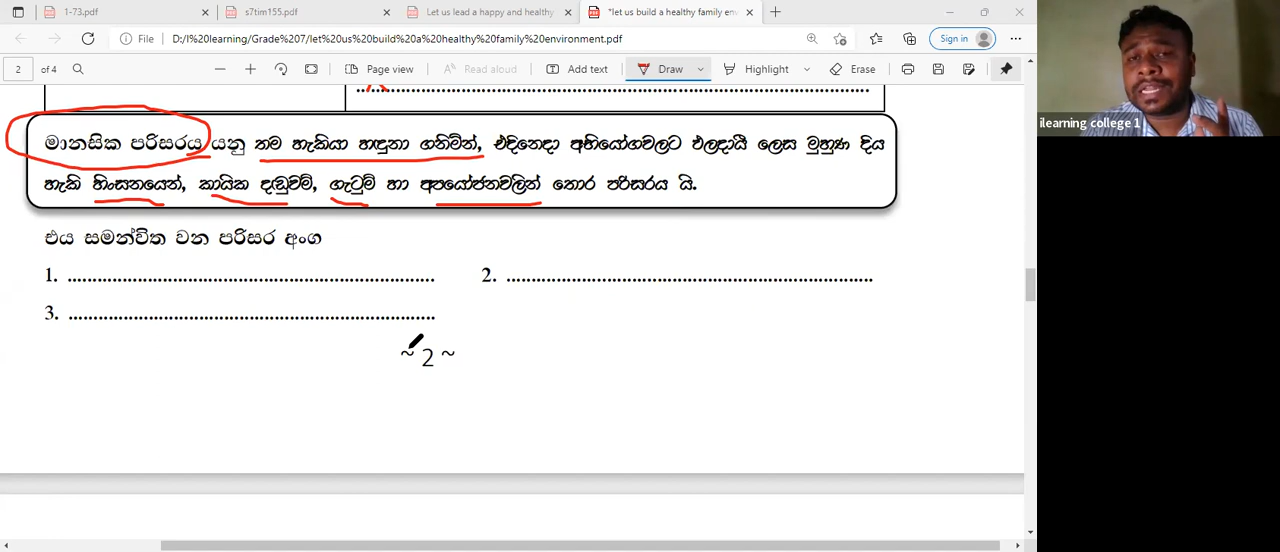 1-73.pdf
s7tim155.pdf
Let us lead a happy and healthy
*let us build a healthy family en
File D:/I%20learning/Grade%207/let%20us%20build%20a%20healthy%20family%20environment.pdf
Sign in
2 of 4
Page view
Read aloud
Add text
Draw
Highlight
Erase
ilearning college 1
මානසික පරිසරය යනු තම හැකියා හඳුනා ගනිමින්, එදිනෙදා අභියෝගවලට ඵලදායී ලෙස මුහුණ දිය
හැකි හිංසනයෙන්, කායික දඬුවම්, ගැටුම් හා අපයෝජනවලින් තොර පරිසරය යි.
එය සමන්විත වන පරිසර අංග
1. ........................................................................... 2. ...........................................................................
3. ...........................................................................
~ 2 ~